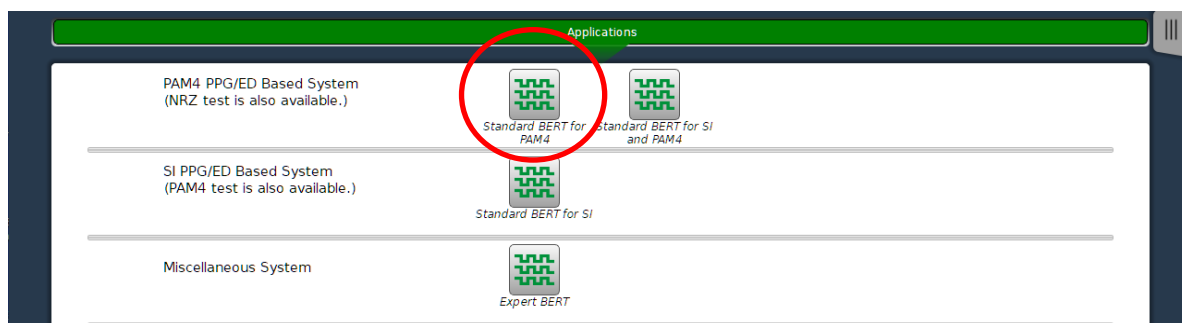 Applications
PAM4 PPG/ED Based System
(NRZ test is also available.)
Standard BERT for
PAM4
Standard BERT for SI
and PAM4
SI PPG/ED Based System
(PAM4 test is also available.)
Standard BERT for SI
Miscellaneous System
Expert BERT